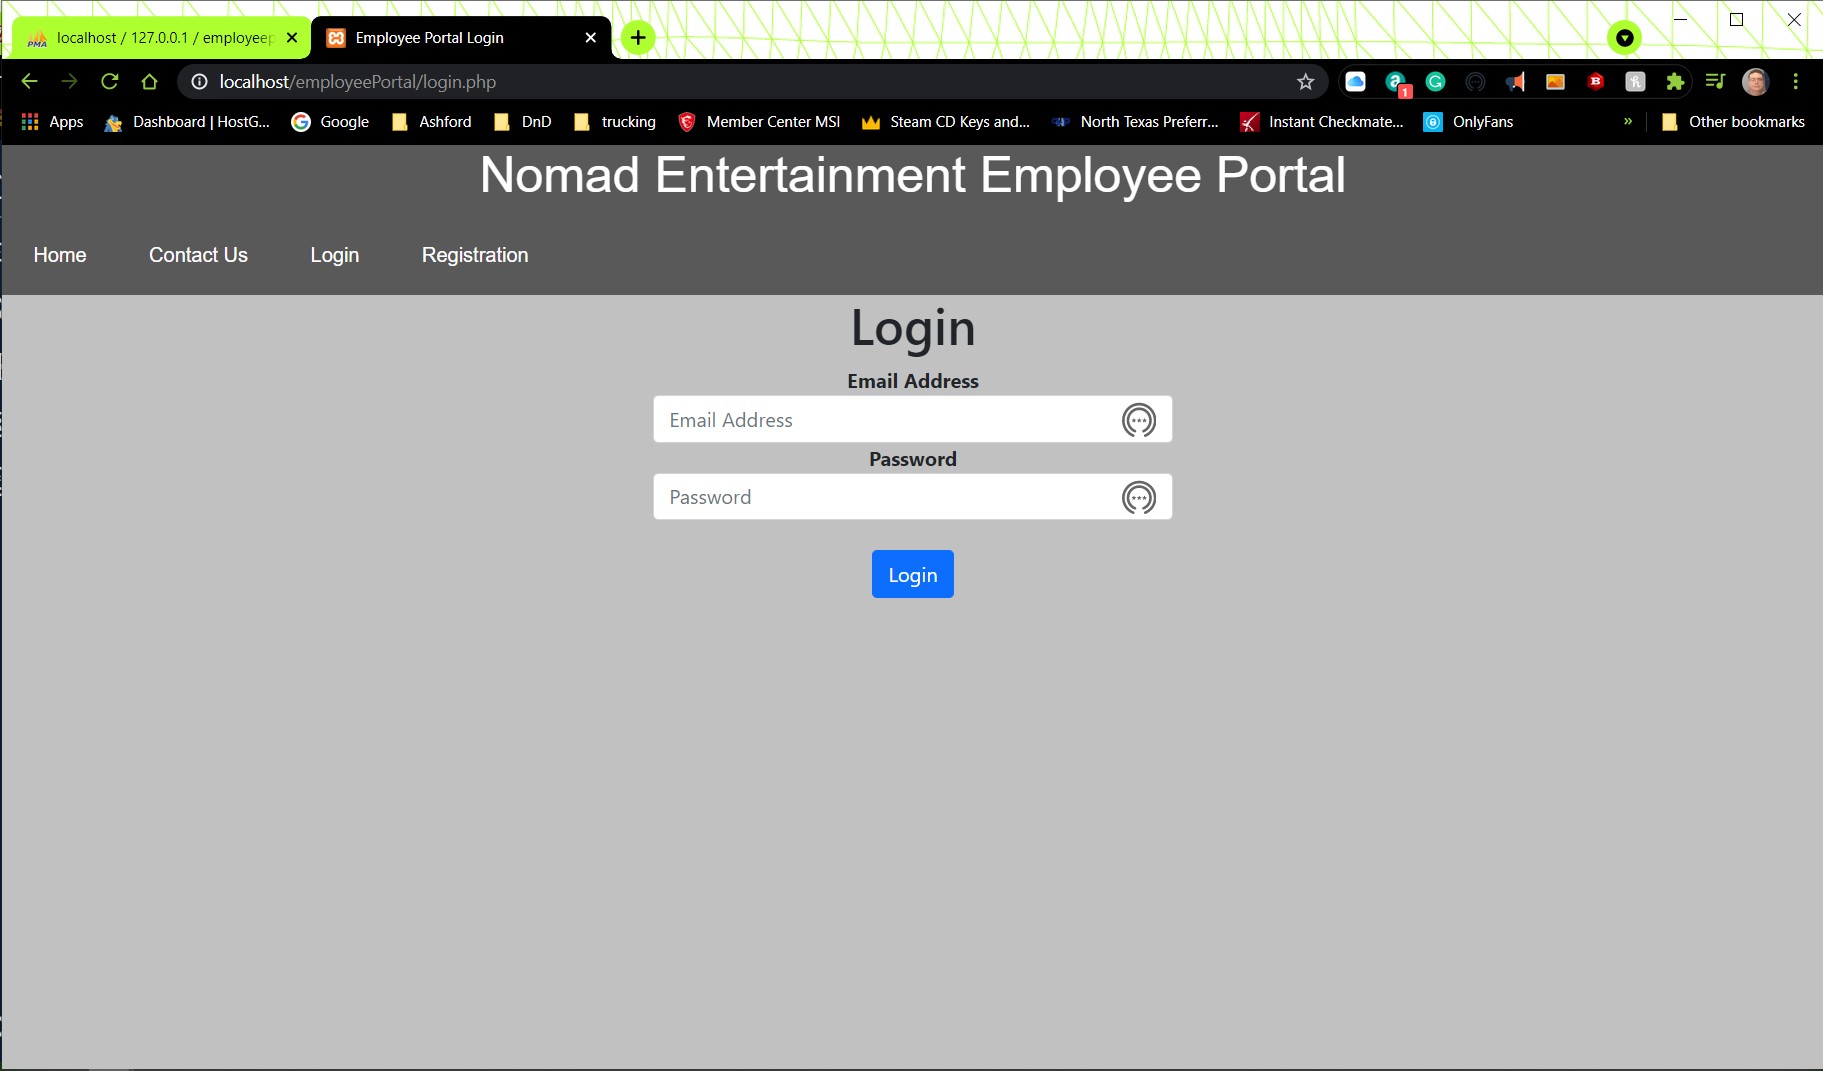 localhost / 127.0.0.1 / employeep
Employee Portal Login
localhost/employeePortal/login.php
1
Apps
Dashboard | HostG...
Google
Ashford
DnD
trucking
Member Center MSI
Steam CD Keys and...
North Texas Preferr...
Instant Checkmate...
OnlyFans
»
Other bookmarks
Nomad Entertainment Employee Portal
Home
Contact Us
Login
Registration
Login
Email Address
Email Address
Password
Password
Login